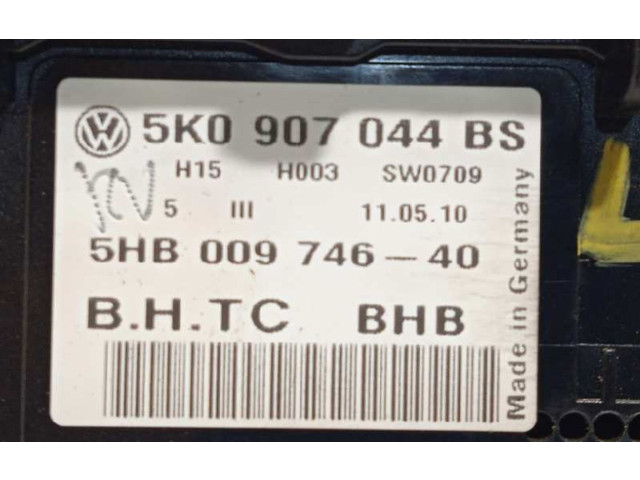 5K0 907 044 BS
H15 H003 SW0709
5 III 11.05.10
5HB 009 746-40
B.H.TC BHB
Made in Germany